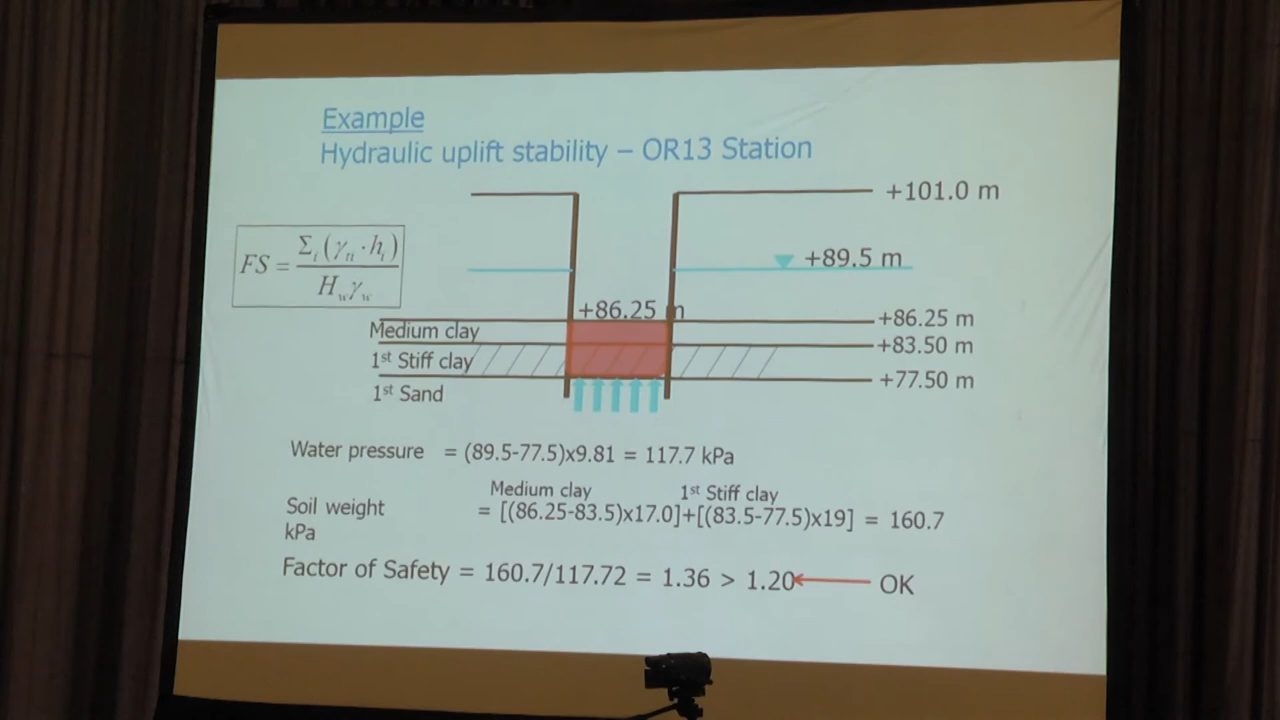 Example
Hydraulic uplift stability – OR13 Station
+101.0 m
FS = Σi(γti · hi) / Hwγw
+89.5 m
+86.25 m
+86.25 m
Medium clay
+83.50 m
1st Stiff clay
+77.50 m
1st Sand
Water pressure = (89.5-77.5)x9.81 = 117.7 kPa
Medium clay 1st Stiff clay
Soil weight = [(86.25-83.5)x17.0]+[(83.5-77.5)x19] = 160.7
kPa
Factor of Safety = 160.7/117.72 = 1.36 > 1.20 OK